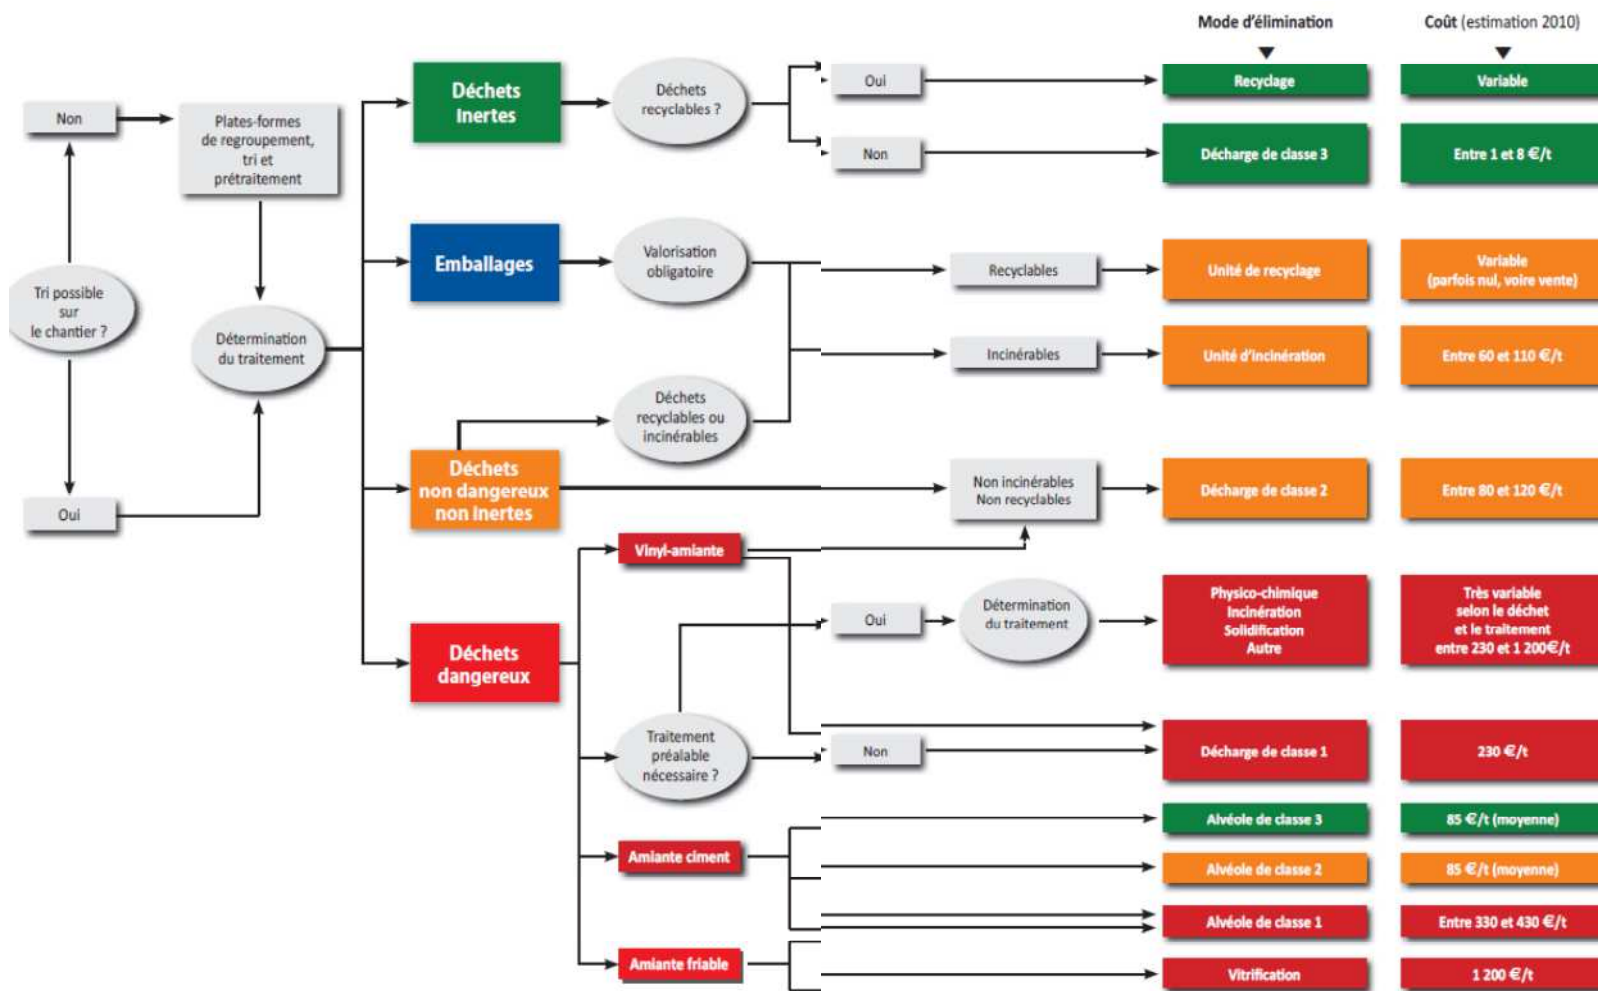 Mode d'élimination
Coût (estimation 2010)
Non
Plates-formes
de regroupement,
tri et
prétraitement
Tri possible
sur
le chantier ?
Oui
Détermination
du traitement
Déchets
Inertes
Déchets
recyclables ?
Oui
Recyclage
Variable
Non
Décharge de classe 3
Entre 1 et 8 €/t
Emballages
Valorisation
obligatoire
Recyclables
Unité de recyclage
Variable
(parfois nul, voire vente)
Incinérables
Unité d'incinération
Entre 60 et 110 €/t
Déchets
recyclables ou
incinérables
Déchets
non dangereux
non Inertes
Non incinérables
Non recyclables
Décharge de classe 2
Entre 80 et 120 €/t
Déchets
dangereux
Vinyl-amiante
Oui
Détermination
du traitement
Physico-chimique
Incinération
Solidification
Autre
Très variable
selon le déchet
et le traitement
entre 230 et 1 200€/t
Traitement
préalable
nécessaire ?
Non
Décharge de classe 1
230 €/t
Amiante ciment
Alvéole de classe 3
85 €/t (moyenne)
Alvéole de classe 2
85 €/t (moyenne)
Alvéole de classe 1
Entre 330 et 430 €/t
Amiante friable
Vitrification
1 200 €/t